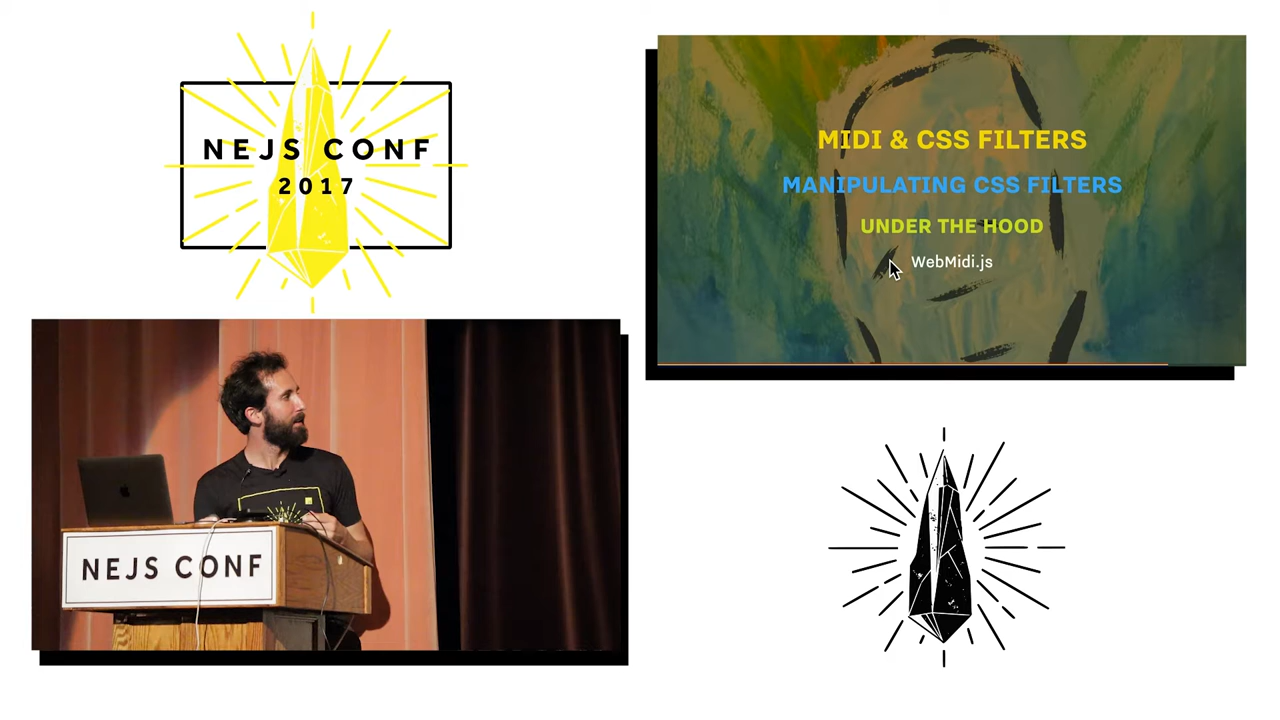 NEJS CONF
2017
MIDI & CSS FILTERS
MANIPULATING CSS FILTERS
UNDER THE HOOD
WebMidi.js
NEJS CONF